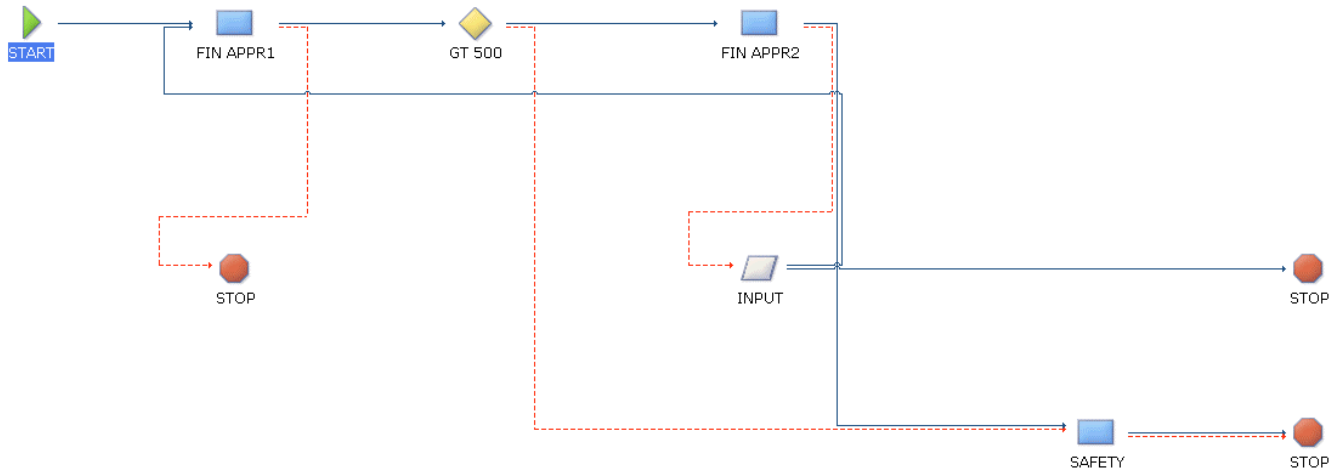 START
FIN APPR1
GT 500
FIN APPR2
STOP
INPUT
STOP
SAFETY
STOP